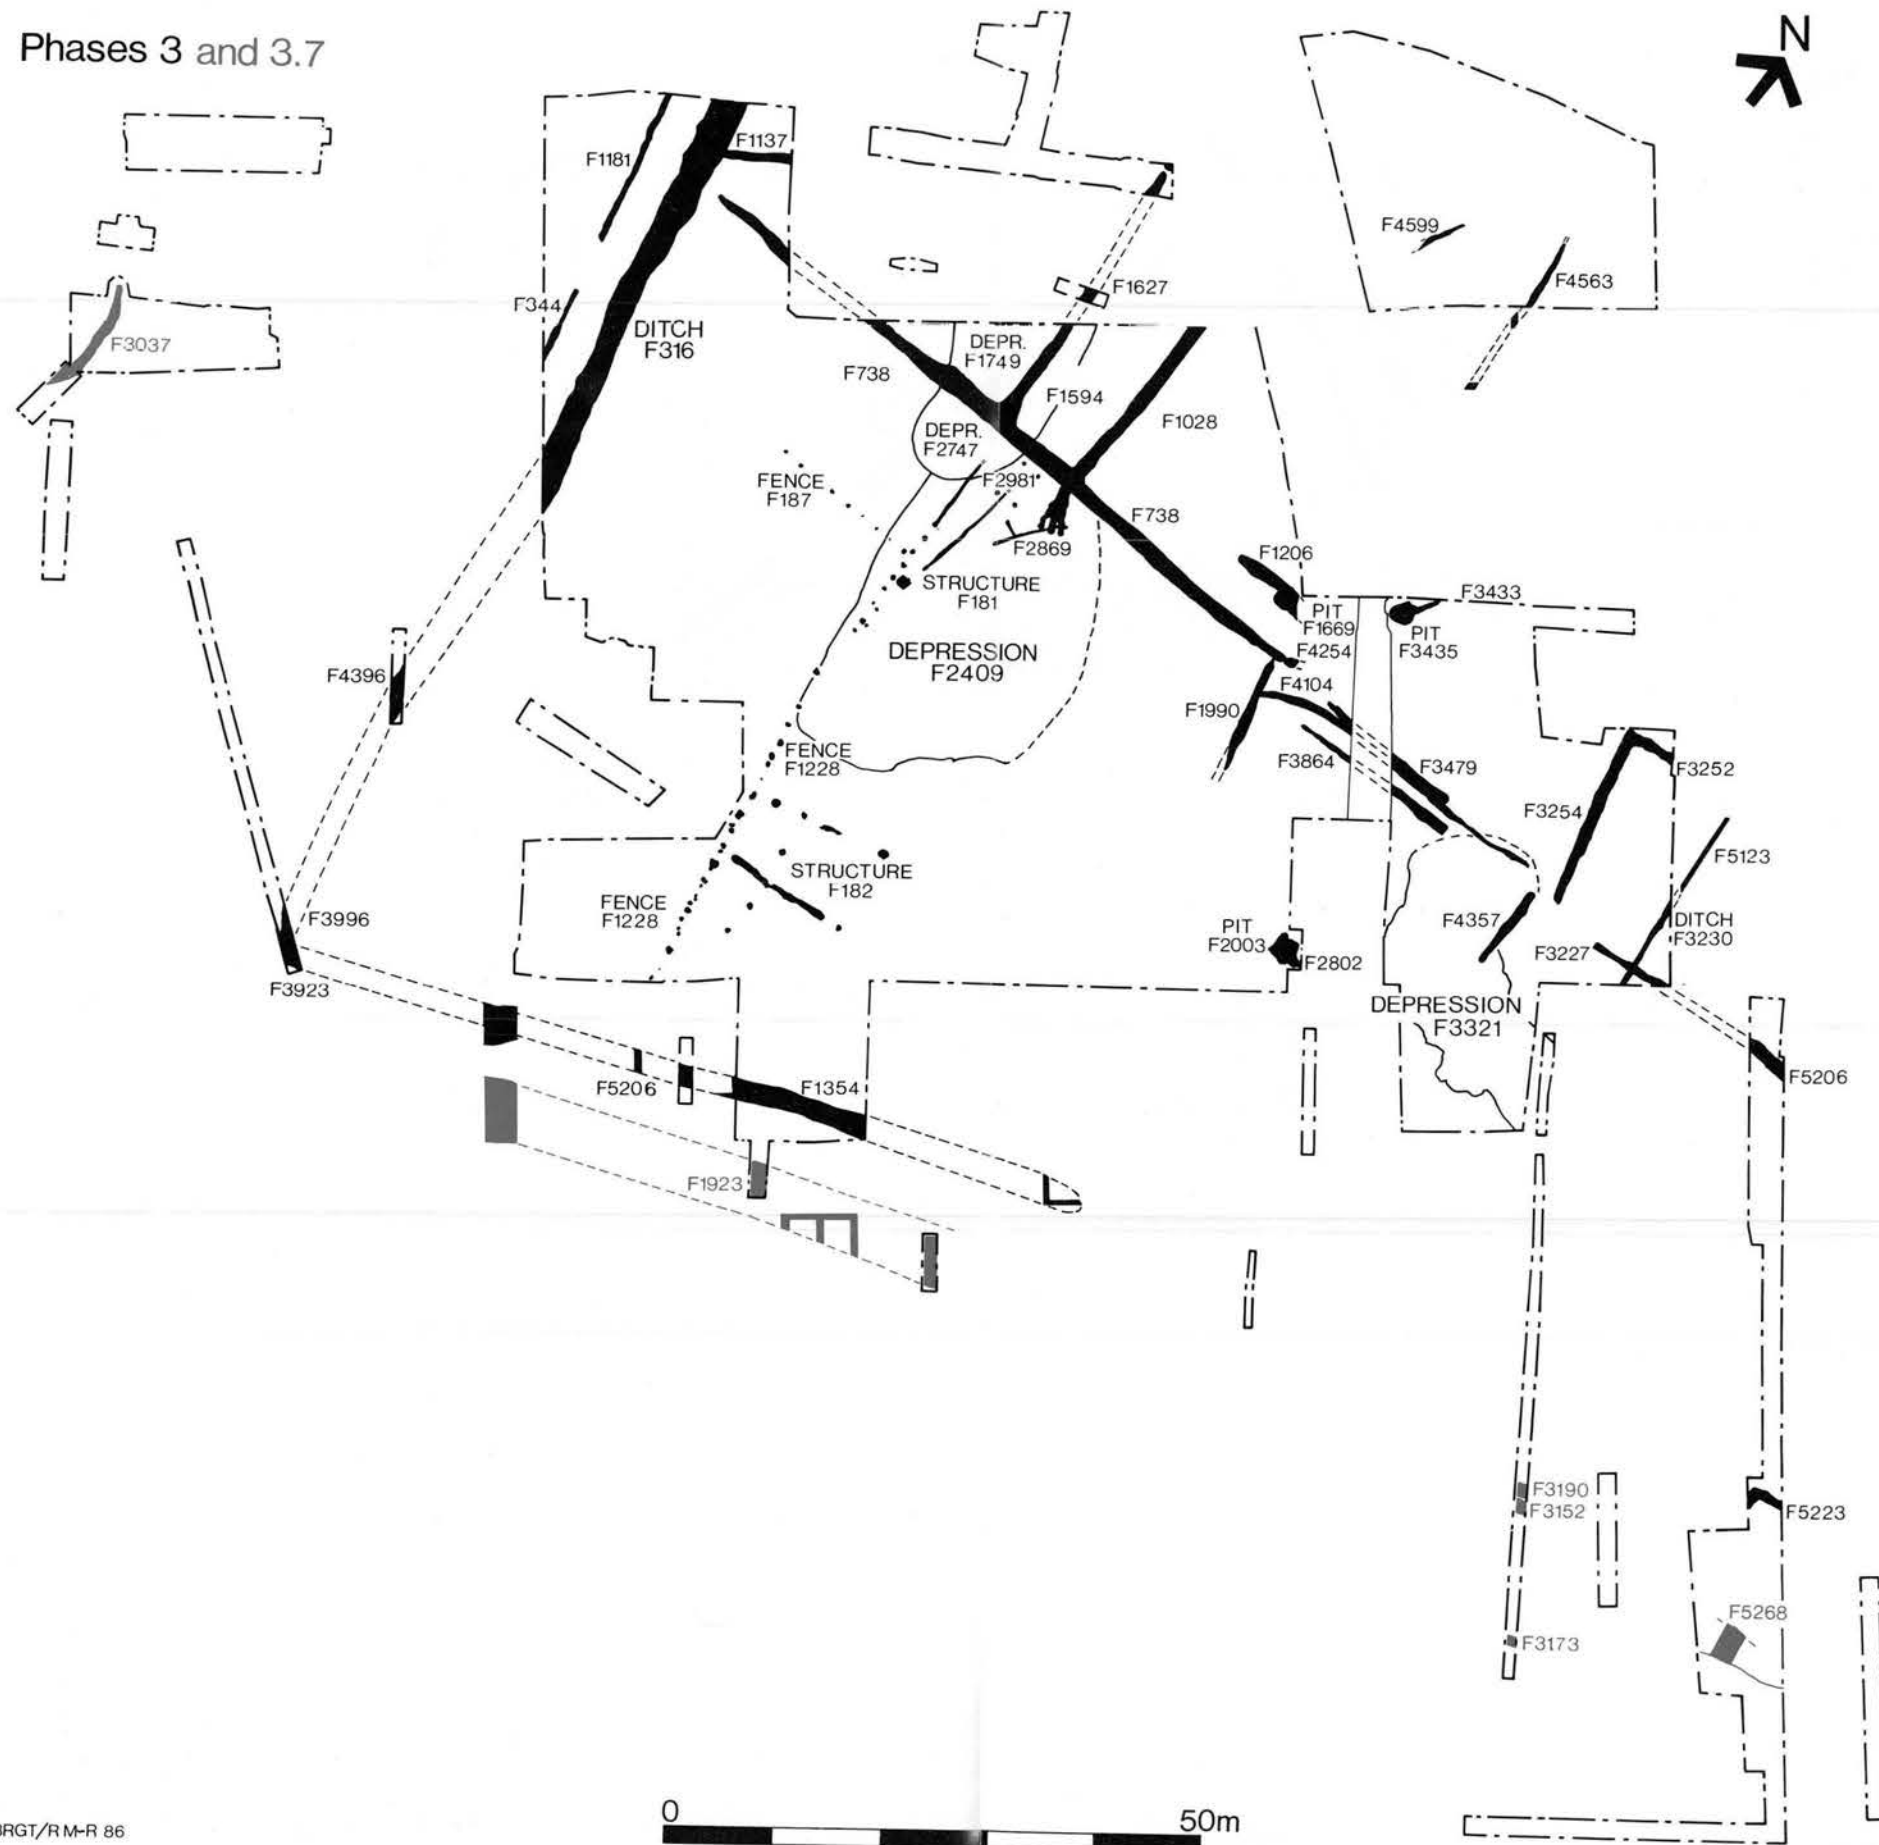 Phases 3 and 3.7
N
F1181
F1137
F4599
F4563
F1627
F344
F3037
DITCH
F316
DEPR.
F1749
F738
F1594
F1028
DEPR.
F2747
FENCE
F187
F2981
F738
F2869
F1206
STRUCTURE
F181
F3433
PIT
F1669
PIT
F3435
F4254
DEPRESSION
F2409
F4396
F4104
F1990
FENCE
F1228
F3864
F3479
F3252
F3254
F5123
STRUCTURE
F182
FENCE
F1228
F3996
PIT
F2003
F2802
F4357
DITCH
F3230
F3227
F3923
DEPRESSION
F3321
F5206
F1354
F5206
F1923
F3190
F3152
F5223
F5268
F3173
0
50m
BRGT/R M-R 86